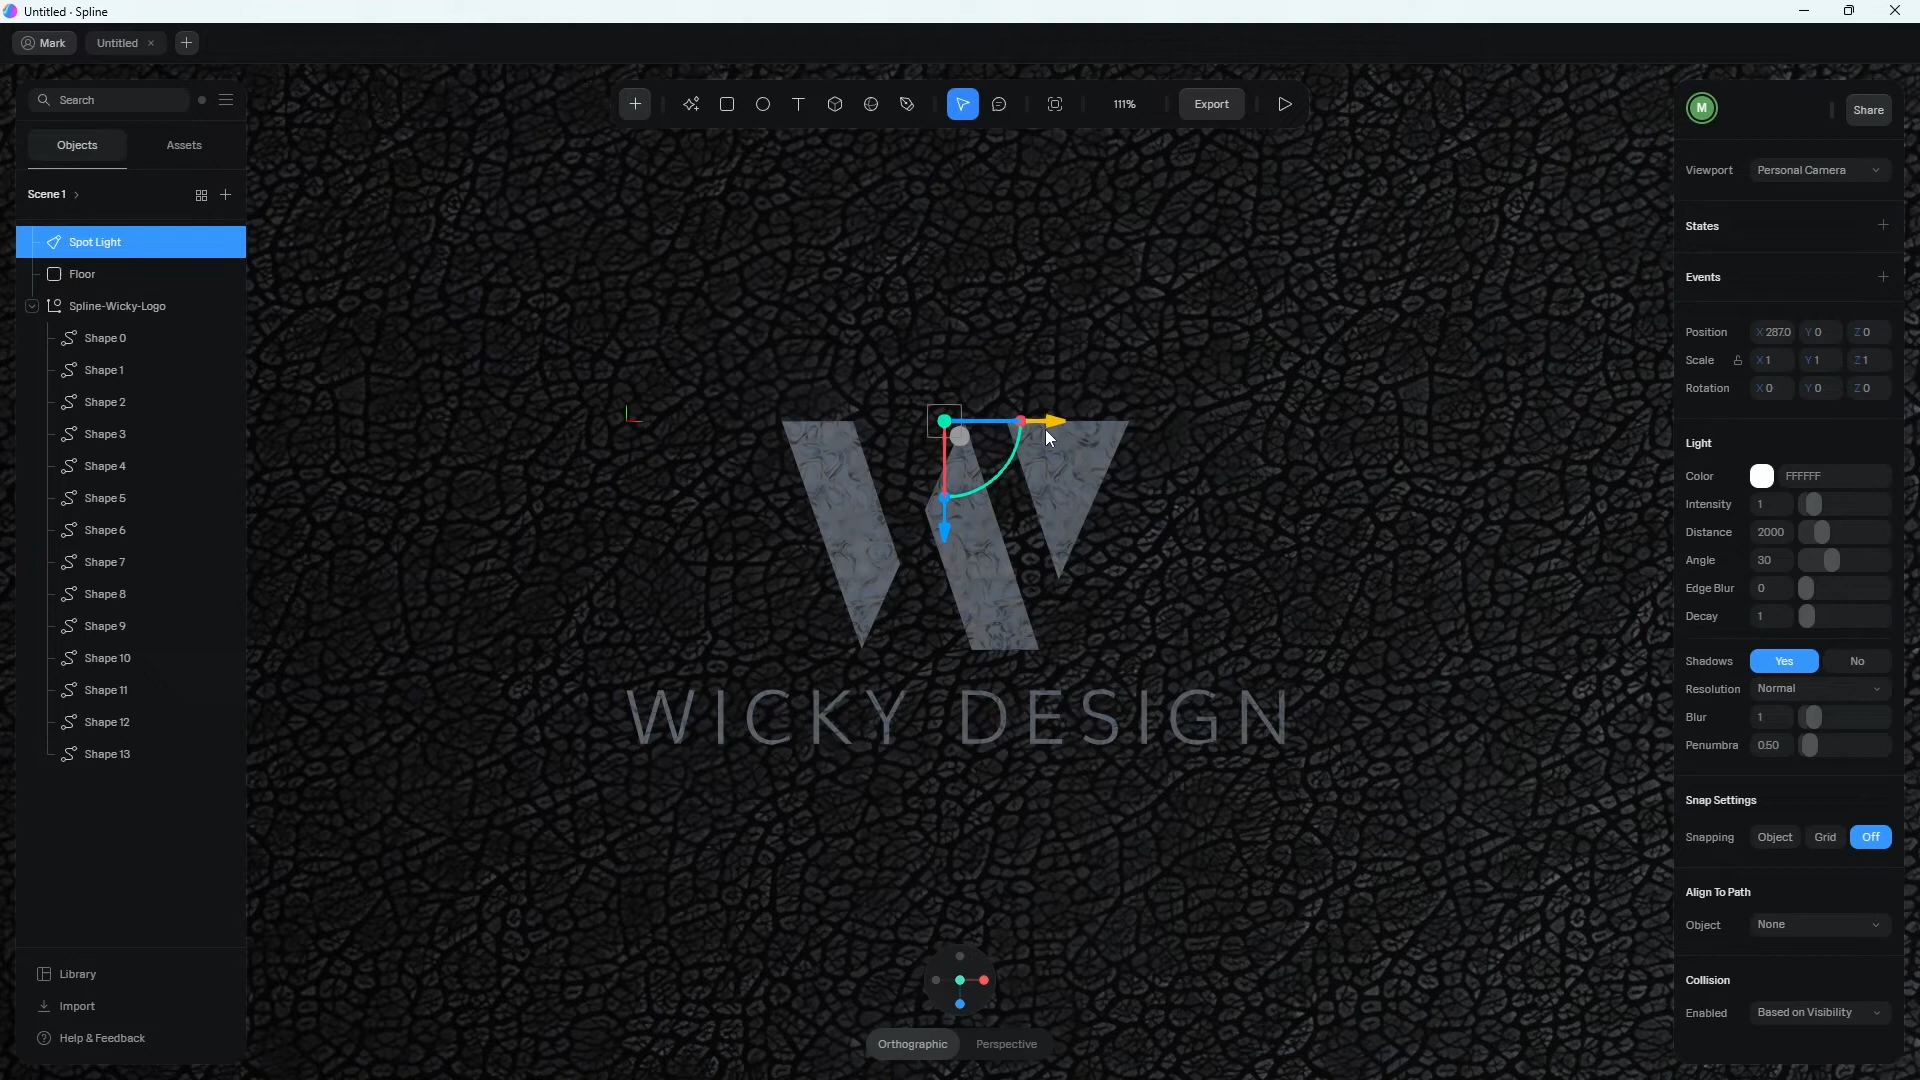 Untitled - Spline
Mark
Untitled
111%
Export
Search
Objects
Assets
Scene 1
Spot Light
Floor
Spline-Wicky-Logo
Shape 0
Shape 1
Shape 2
Shape 3
Shape 4
Shape 5
Shape 6
Shape 7
Shape 8
Shape 9
Shape 10
Shape 11
Shape 12
Shape 13
Library
Import
Help & Feedback
WICKY DESIGN
Orthographic
Perspective
M
Share
Viewport Personal Camera
States
Events
Position X 287.0 Y 0 Z 0
Scale X 1 Y 1 Z 1
Rotation X 0 Y 0 Z 0
Light
Color FFFFFF
Intensity 1
Distance 2000
Angle 30
Edge Blur 0
Decay 1
Shadows Yes No
Resolution Normal
Blur 1
Penumbra 0.50
Snap Settings
Snapping Object Grid Off
Align To Path
Object None
Collision
Enabled Based on Visibility